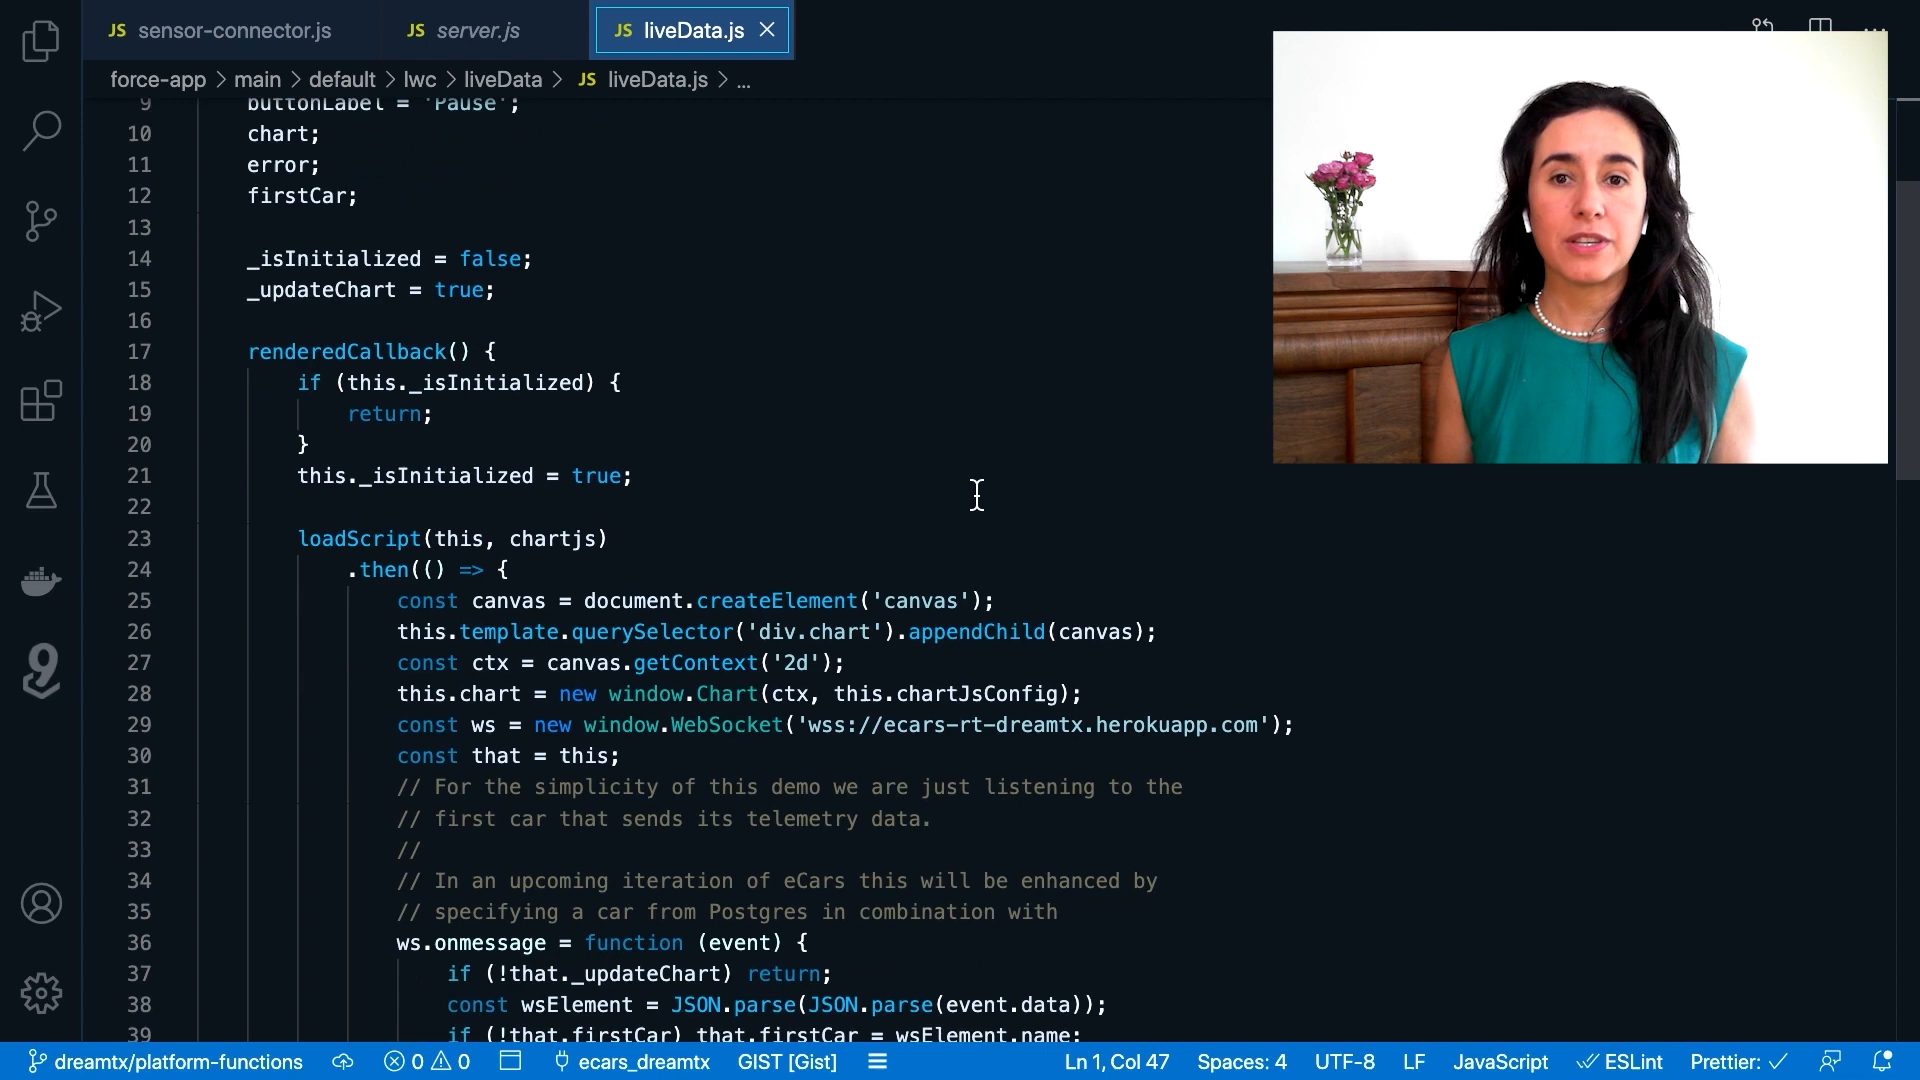 JS sensor-connector.js JS server.js JS liveData.js
force-app > main > default > lwc > liveData > JS liveData.js > ...
9 buttonLabel = 'Pause';
10 chart;
11 error;
12 firstCar;
13
14 _isInitialized = false;
15 _updateChart = true;
16
17 renderedCallback() {
18 if (this._isInitialized) {
19 return;
20 }
21 this._isInitialized = true;
22
23 loadScript(this, chartjs)
24 .then(() => {
25 const canvas = document.createElement('canvas');
26 this.template.querySelector('div.chart').appendChild(canvas);
27 const ctx = canvas.getContext('2d');
28 this.chart = new window.Chart(ctx, this.chartJsConfig);
29 const ws = new window.WebSocket('wss://ecars-rt-dreamtx.herokuapp.com');
30 const that = this;
31 // For the simplicity of this demo we are just listening to the
32 // first car that sends its telemetry data.
33 //
34 // In an upcoming iteration of eCars this will be enhanced by
35 // specifying a car from Postgres in combination with
36 ws.onmessage = function (event) {
37 if (!that._updateChart) return;
38 const wsElement = JSON.parse(JSON.parse(event.data));
39 if (!that.firstCar) that.firstCar = wsElement.name;
dreamtx/platform-functions 0 0 ecars_dreamtx GIST [Gist] Ln 1, Col 47 Spaces: 4 UTF-8 LF JavaScript ESLint Prettier: